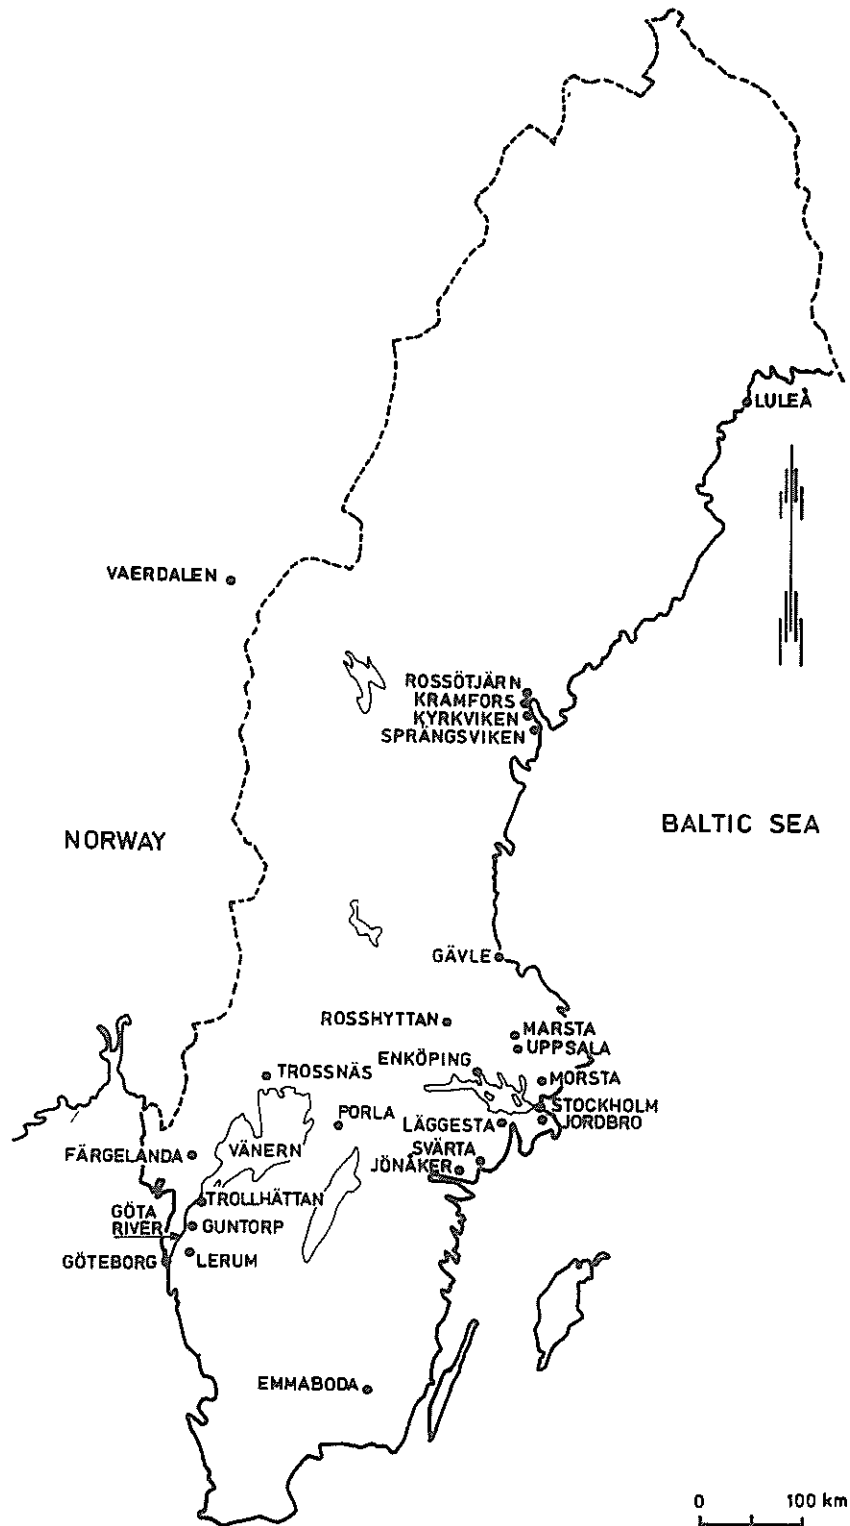 LULEÅ
VAERDALEN
ROSSÖTJÄRN
KRAMFORS
KYRKVIKEN
SPRÄNGSVIKEN
NORWAY
BALTIC SEA
GÄVLE
ROSSHYTTAN
MARSTA
UPPSALA
ENKÖPING
TROSSNÄS
MORSTA
STOCKHOLM
PORLA
LÄGGESTA
JORDBRO
VÄNERN
FÄRGELANDA
SVÄRTA
JÖNÅKER
TROLLHÄTTAN
GÖTA
RIVER
GUNTORP
GÖTEBORG
LERUM
EMMABODA
0 100 km